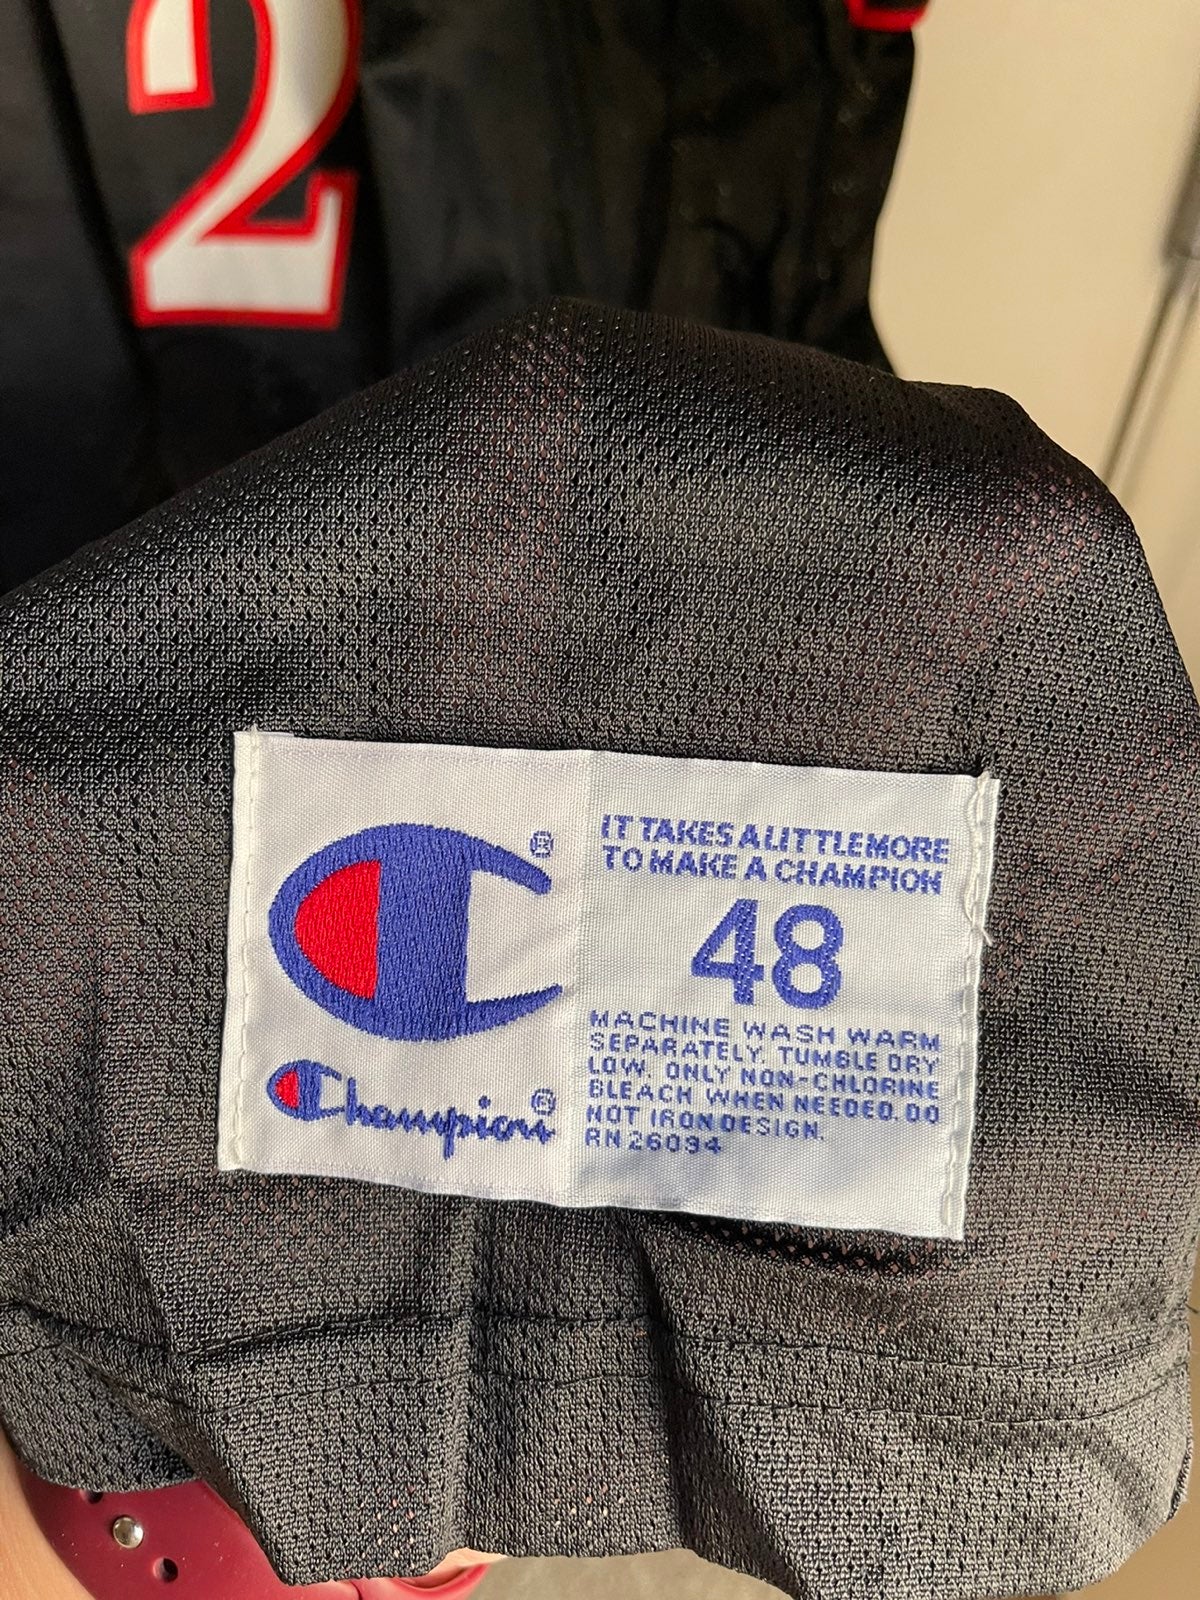 2
®
IT TAKES A LITTLE MORE
TO MAKE A CHAMPION
48
MACHINE WASH WARM
SEPARATELY. TUMBLE DRY
LOW. ONLY NON-CHLORINE
BLEACH WHEN NEEDED. DO
NOT IRON DESIGN.
RN 26094
Champion®